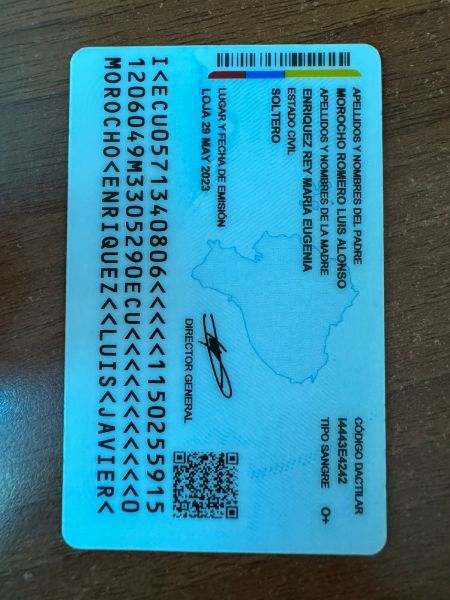 APELLIDOS Y NOMBRES DEL PADRE
MOROCHO ROMERO LUIS ALONSO
APELLIDOS Y NOMBRES DE LA MADRE
ENRIQUEZ REY MARIA EUGENIA
ESTADO CIVIL
SOLTERO
CÓDIGO DACTILAR
I4443E4242
TIPO SANGRE O+
LUGAR Y FECHA DE EMISIÓN
LOJA 29 MAY 2023
DIRECTOR GENERAL
I<ECU0571340806<<<<<<1150255915
1206049M3305290ECU<<<<<<<<<<<0
MOROCHO<ENRIQUEZ<<LUIS<JAVIER<